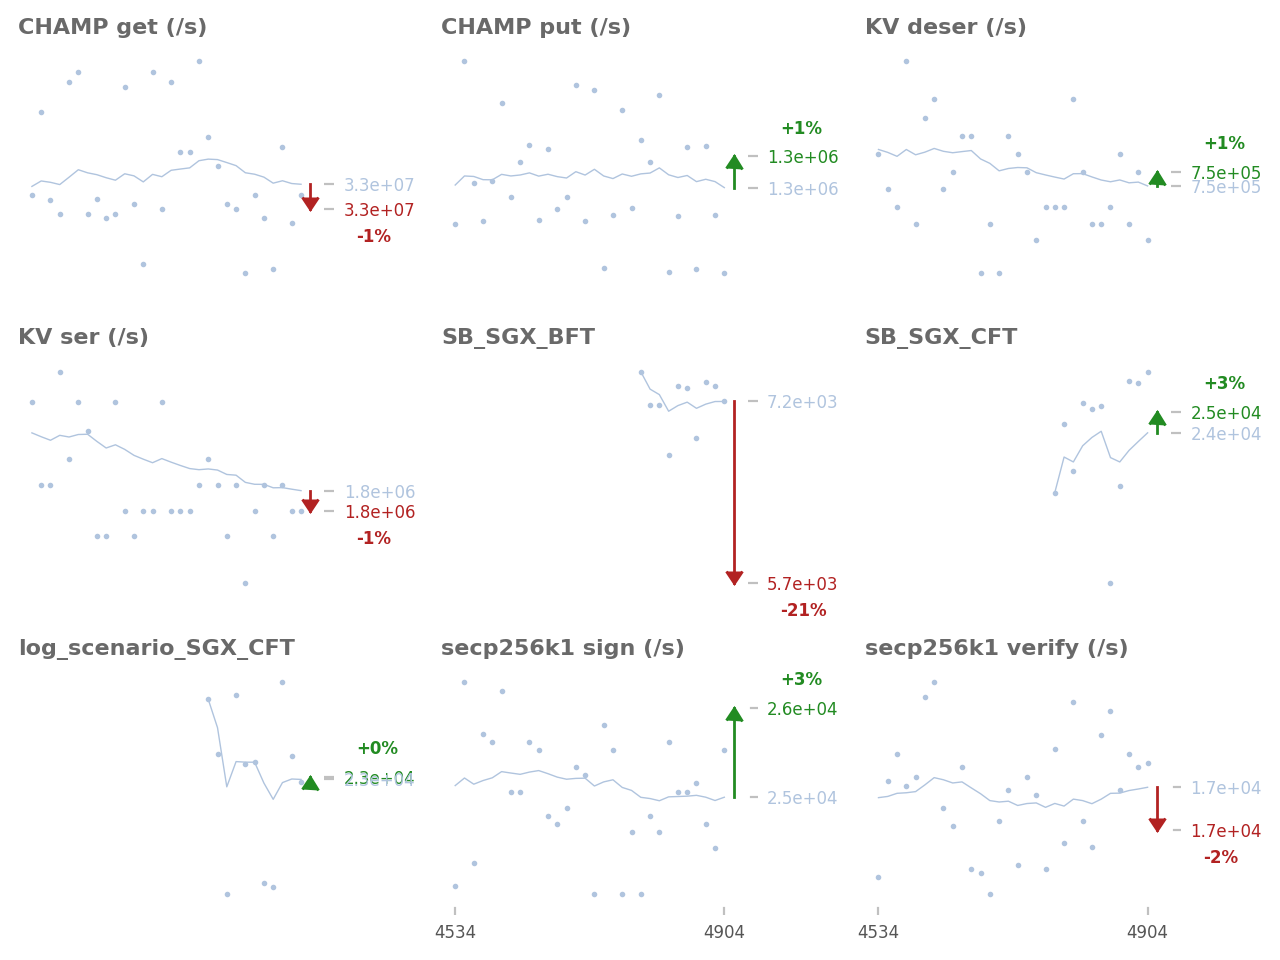 CHAMP get (/s)
3.3e+07
3.3e+07
-1%
CHAMP put (/s)
+1%
1.3e+06
1.3e+06
KV deser (/s)
+1%
7.5e+05
7.5e+05
KV ser (/s)
1.8e+06
1.8e+06
-1%
SB_SGX_BFT
7.2e+03
5.7e+03
-21%
SB_SGX_CFT
+3%
2.5e+04
2.4e+04
log_scenario_SGX_CFT
+0%
2.3e+04
secp256k1 sign (/s)
+3%
2.6e+04
2.5e+04
4534
4904
secp256k1 verify (/s)
1.7e+04
1.7e+04
-2%
4534
4904